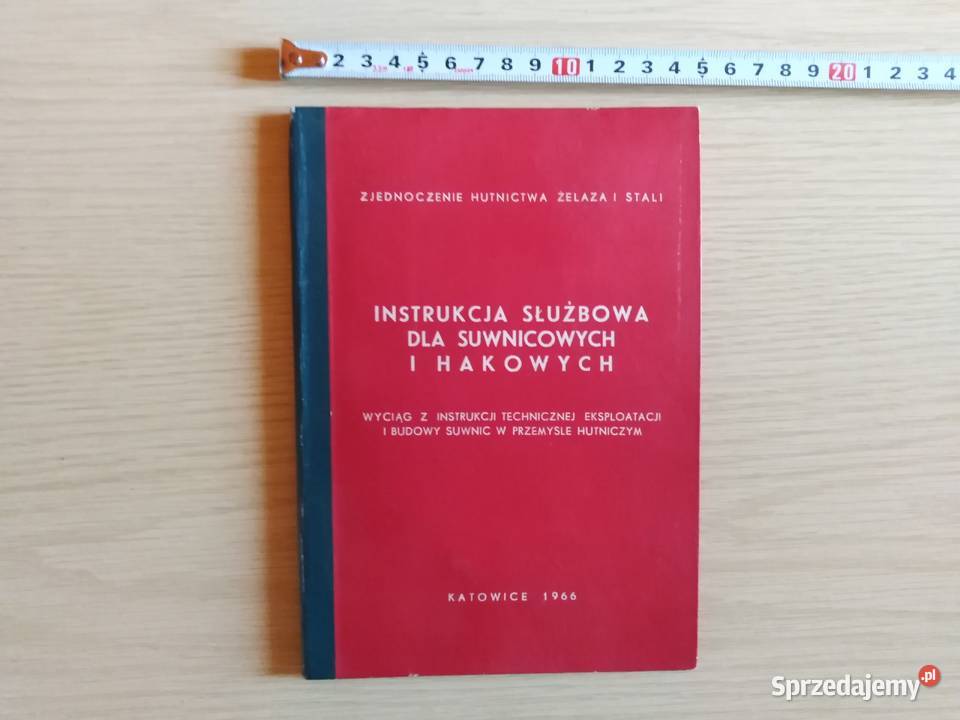 2 3 4 5 6 7 8 9 10 1 2 3 4 5 6 7 8 9 20 1 2 3 4
ZJEDNOCZENIE HUTNICTWA ŻELAZA I STALI
INSTRUKCJA SŁUŻBOWA
DLA SUWNICOWYCH
I HAKOWYCH
WYCIĄG Z INSTRUKCJI TECHNICZNEJ EKSPLOATACJI
I BUDOWY SUWNIC W PRZEMYSLE HUTNICZYM
KATOWICE 1966
Sprzedajemy.pl